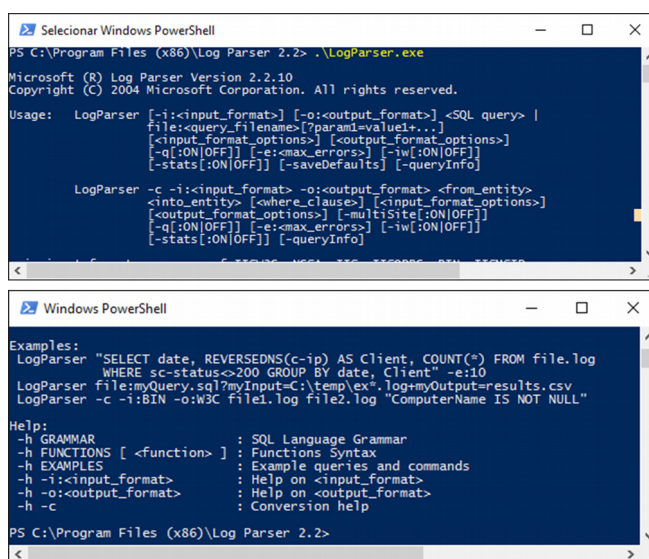 Selecionar Windows PowerShell
PS C:\Program Files (x86)\Log Parser 2.2> .\LogParser.exe
Microsoft (R) Log Parser Version 2.2.10
Copyright (C) 2004 Microsoft Corporation. All rights reserved.
Usage:   LogParser [-i:<input_format>] [-o:<output_format>] <SQL query> |
file:<query_filename>[?param1=value1+...]
[<input_format_options>] [<output_format_options>]
[-q[:ON|OFF]] [-e:<max_errors>] [-iw[:ON|OFF]]
[-stats[:ON|OFF]] [-saveDefaults] [-queryInfo]
LogParser -c -i:<input_format> -o:<output_format> <from_entity>
<into_entity> [<where_clause>] [<input_format_options>]
[<output_format_options>] [-multiSite[:ON|OFF]]
[-q[:ON|OFF]] [-e:<max_errors>] [-iw[:ON|OFF]]
[-stats[:ON|OFF]] [-queryInfo]
Windows PowerShell
Examples:
LogParser "SELECT date, REVERSEDNS(c-ip) AS Client, COUNT(*) FROM file.log
WHERE sc-status<>200 GROUP BY date, Client" -e:10
LogParser file:myQuery.sql?myInput=C:\temp\ex*.log+myOutput=results.csv
LogParser -c -i:BIN -o:W3C file1.log file2.log "ComputerName IS NOT NULL"
Help:
-h GRAMMAR                  : SQL Language Grammar
-h FUNCTIONS [ <function> ] : Functions Syntax
-h EXAMPLES                 : Example queries and commands
-h -i:<input_format>        : Help on <input_format>
-h -o:<output_format>       : Help on <output_format>
-h -c                       : Conversion help
PS C:\Program Files (x86)\Log Parser 2.2>